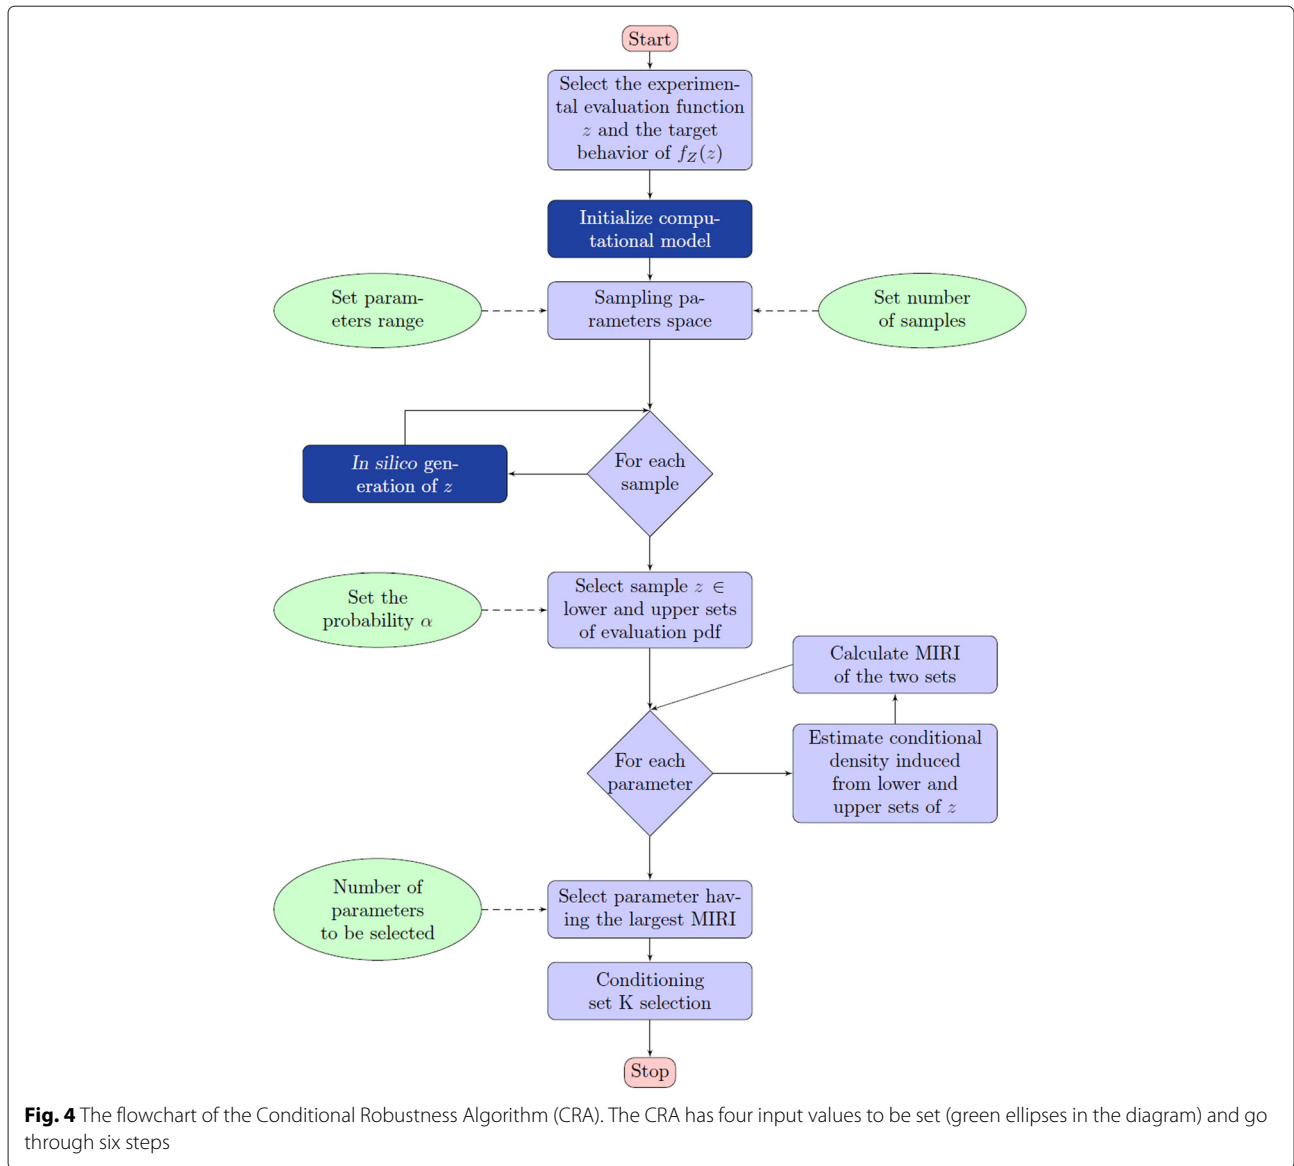 Start
Select the experimen-
tal evaluation function
z and the target
behavior of f_Z(z)
Initialize compu-
tational model
Set param-
eters range
Sampling pa-
rameters space
Set number
of samples
In silico gen-
eration of z
For each
sample
Set the
probability α
Select sample z ∈
lower and upper sets
of evaluation pdf
Calculate MIRI
of the two sets
For each
parameter
Estimate conditional
density induced
from lower and
upper sets of z
Number of
parameters
to be selected
Select parameter hav-
ing the largest MIRI
Conditioning
set K selection
Stop
Fig. 4 The flowchart of the Conditional Robustness Algorithm (CRA). The CRA has four input values to be set (green ellipses in the diagram) and go
through six steps